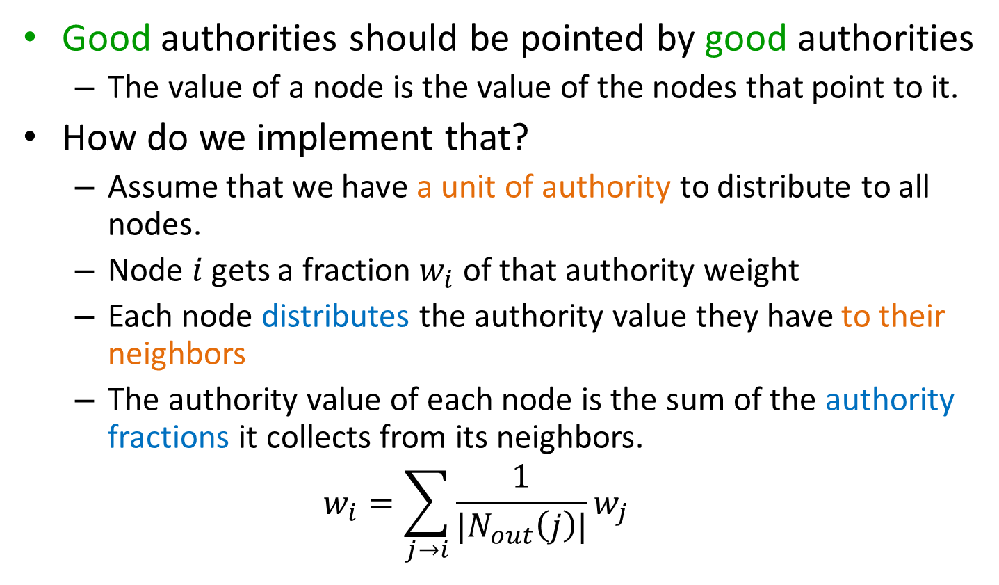 • Good authorities should be pointed by good authorities
– The value of a node is the value of the nodes that point to it.
• How do we implement that?
– Assume that we have a unit of authority to distribute to all
nodes.
– Node 𝑖 gets a fraction 𝑤ᵢ of that authority weight
– Each node distributes the authority value they have to their
neighbors
– The authority value of each node is the sum of the authority
fractions it collects from its neighbors.
$w_i = \sum_{j \to i} \frac{1}{|N_{out}(j)|} w_j$